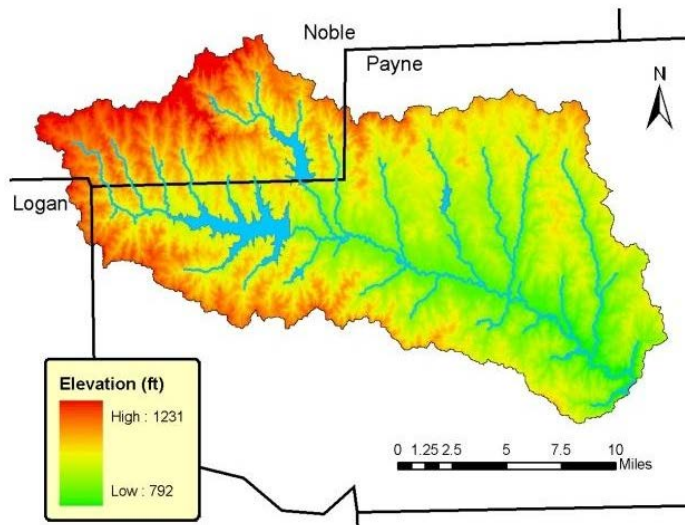 Noble
Payne
N
Logan
Elevation (ft)
High : 1231
Low : 792
0 1.25 2.5 5 7.5 10
Miles